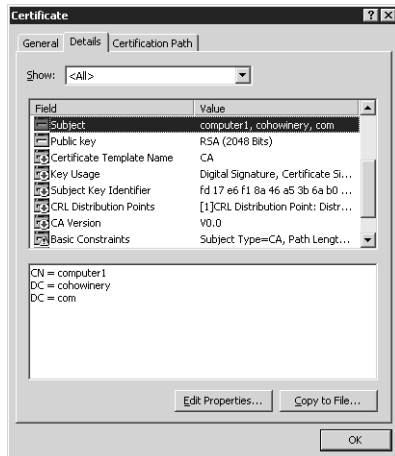 Certificate
General Details Certification Path
Show: <All>
Field Value
Subject computer1, cohowinery, com
Public key RSA (2048 Bits)
Certificate Template Name CA
Key Usage Digital Signature, Certificate Si...
Subject Key Identifier fd 17 e6 f1 8a 46 a5 3b 6a b0 ...
CRL Distribution Points [1]CRL Distribution Point: Distr...
CA Version V0.0
Basic Constraints Subject Type=CA, Path Lengt...
CN = computer1
DC = cohowinery
DC = com
Edit Properties... Copy to File...
OK